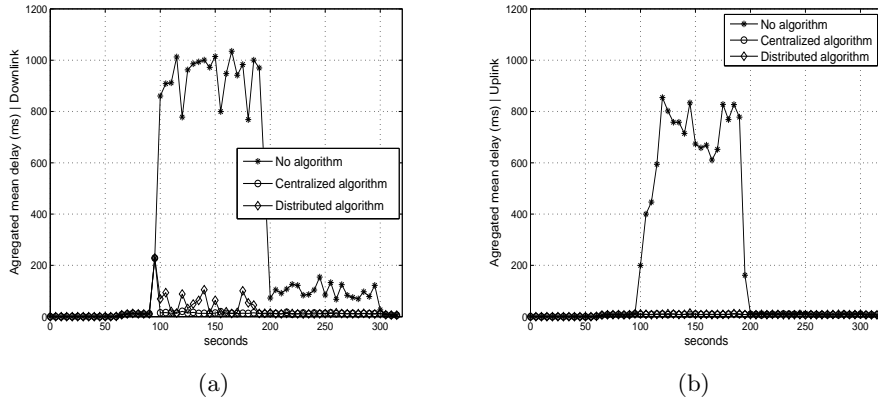 1200
1000
800
600
400
200
0
Agregated mean delay (ms) | Downlink
No algorithm
Centralized algorithm
Distributed algorithm
0 50 100 150 200 250 300
seconds
(a)
1200
1000
800
600
400
200
0
Agregated mean delay (ms) | Uplink
No algorithm
Centralized algorithm
Distributed algorithm
0 50 100 150 200 250 300
seconds
(b)